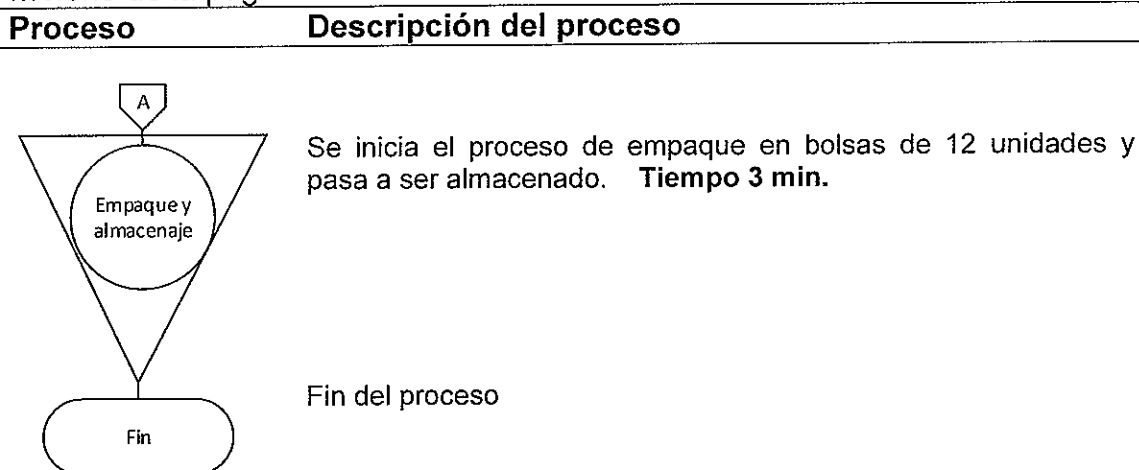 Proceso Descripción del proceso
A
Se inicia el proceso de empaque en bolsas de 12 unidades y
pasa a ser almacenado. Tiempo 3 min.
Empaque y
almacenaje
Fin del proceso
Fin